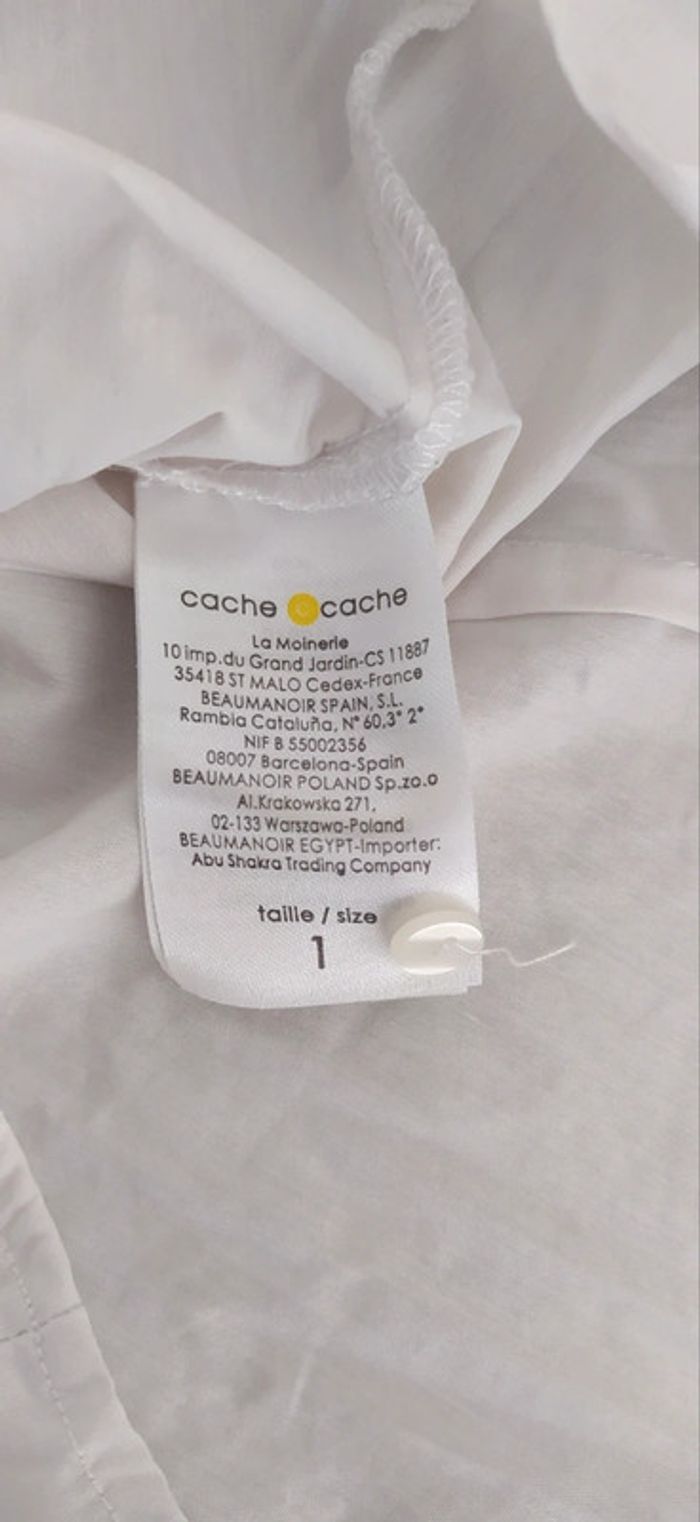 cache cache
La Moinerie
10 imp.du Grand Jardin-CS 11887
35418 ST MALO Cedex-France
BEAUMANOIR SPAIN, S.L.
Rambla Cataluña, N° 60,3° 2°
NIF B 55002356
08007 Barcelona-Spain
BEAUMANOIR POLAND Sp.zo.o
Al.Krakowska 271,
02-133 Warszawa-Poland
BEAUMANOIR EGYPT-Importer:
Abu Shakra Trading Company
taille / size
1